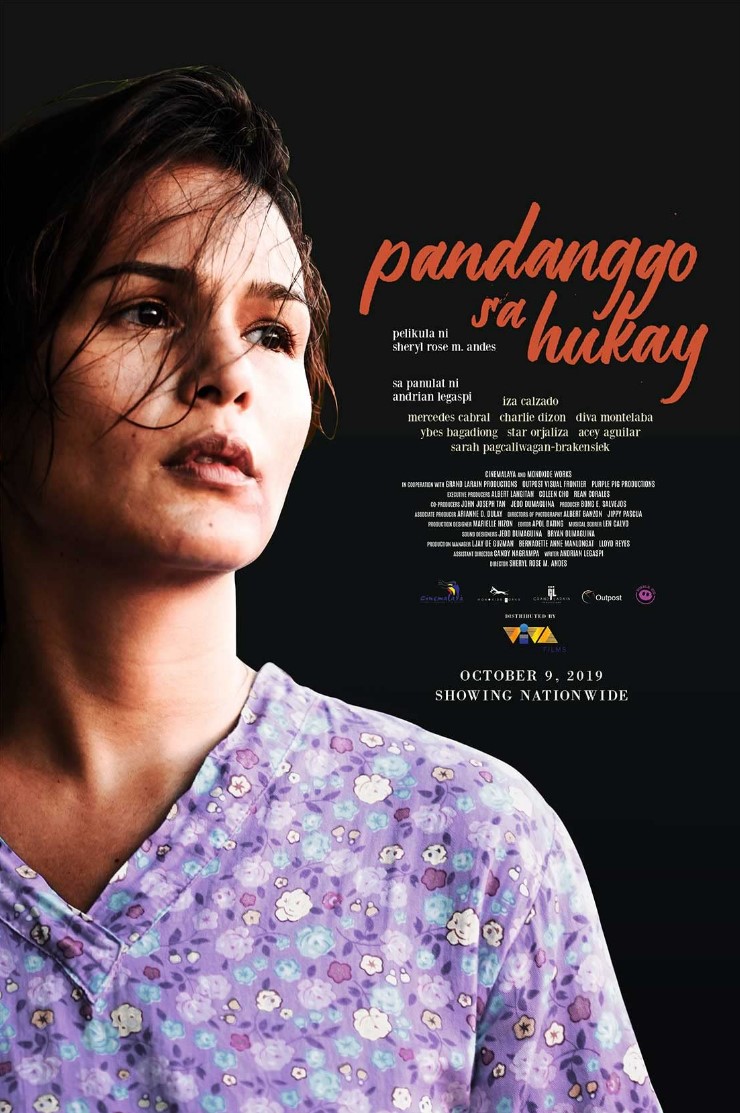 pandanggo
sa hukay
pelikula ni
sheryl rose m. andes
sa panulat ni
andrian legaspi
iza calzado
mercedes cabral charlie dizon diva montelaba
ybes bagadiong star orjaliza acey aguilar
sarah pagcaliwagan-brakensiek
CINEMALAYA AND MONOXIDE WORKS
IN COOPERATION WITH GRAND LARAIN PRODUCTIONS OUTPOST VISUAL FRONTIER PURPLE PIG PRODUCTIONS
EXECUTIVE PRODUCERS ALBERT LANGITAN COLEEN CHO REAN CORALES
CO-PRODUCERS JOHN JOSEPH TAN JEDD DUMAGUINA PRODUCER BONG E. SALVEJOS
ASSOCIATE PRODUCER ARIANNE O. DULAY DIRECTORS OF PHOTOGRAPHY ALBERT BANZON JIPPY PASCUA
PRODUCTION DESIGNER MARIELLE HIZON EDITOR APOL DATING MUSICAL SCORER LEN CALVO
SOUND DESIGNERS JEDD DUMAGUINA BRYAN DUMAGUINA
PRODUCTION MANAGER LJAY DE GUZMAN BERNADETTE ANNE MANLONGAT LLOYD REYES
ASSISTANT DIRECTOR CANDY NAGRAMPA WRITER ANDRIAN LEGASPI
DIRECTOR SHERYL ROSE M. ANDES
cinemalaya Outpost
DISTRIBUTED BY
VIVA
FILMS
OCTOBER 9, 2019
SHOWING NATIONWIDE